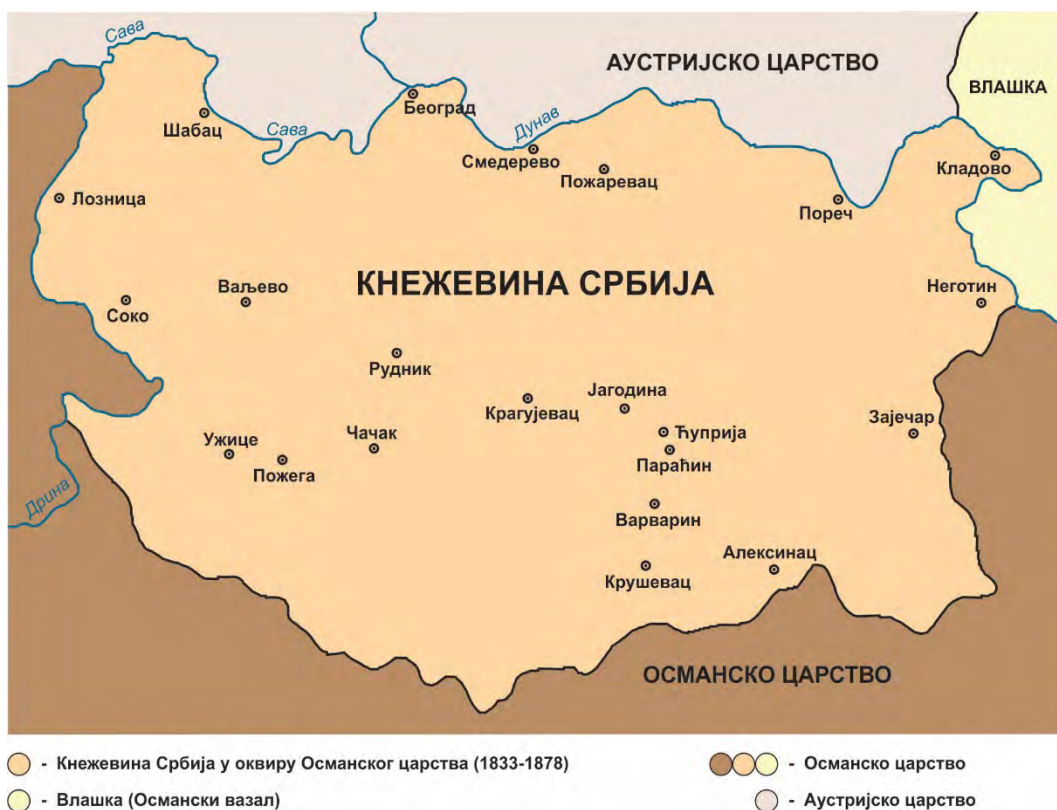 Сава
АУСТРИЈСКО ЦАРСТВО
ВЛАШКА
Београд
Шабац
Сава
Дунав
Смедерево
Пожаревац
Кладово
Лозница
Пореч
КНЕЖЕВИНА СРБИЈА
Ваљево
Неготин
Соко
Рудник
Јагодина
Крагујевац
Зајечар
Ужице
Чачак
Ћуприја
Параћин
Пожега
Дрина
Варварин
Алексинац
Крушевац
ОСМАНСКО ЦАРСТВО
- Кнежевина Србија у оквиру Османског царства (1833-1878)
- Османско царство
- Влашка (Османски вазал)
- Аустријско царство